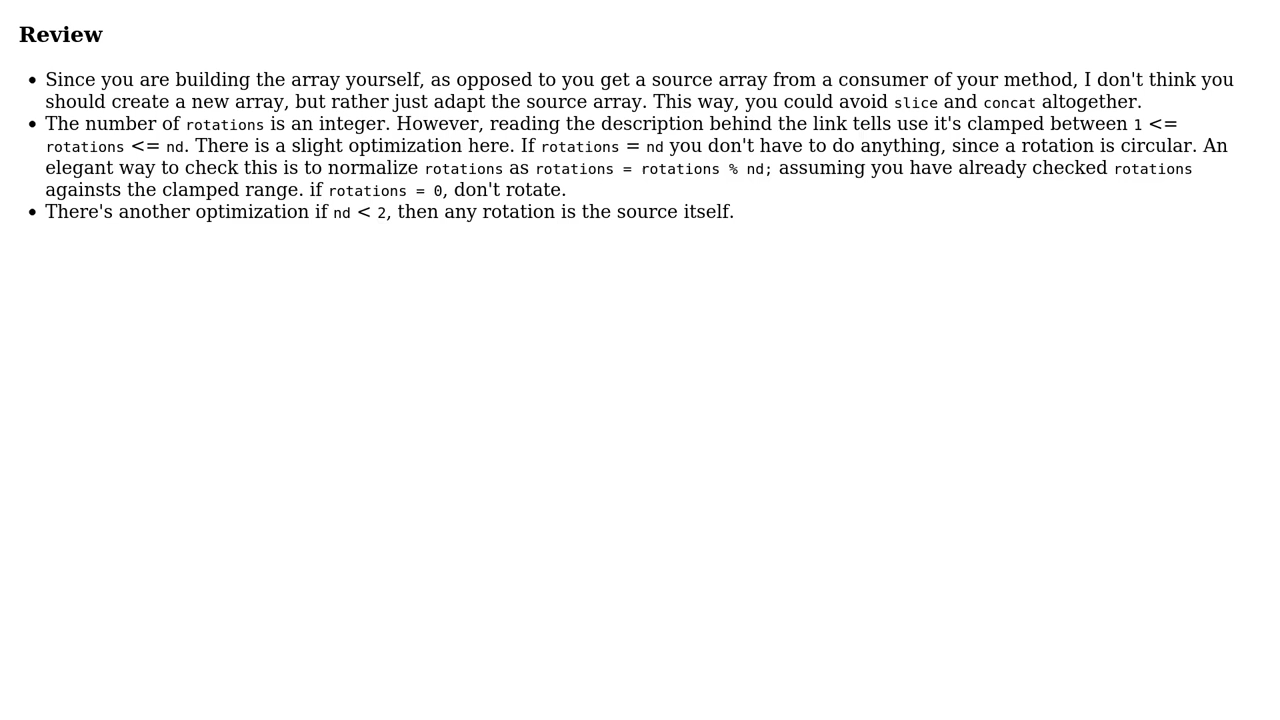 Review
• Since you are building the array yourself, as opposed to you get a source array from a consumer of your method, I don't think you
should create a new array, but rather just adapt the source array. This way, you could avoid slice and concat altogether.
• The number of rotations is an integer. However, reading the description behind the link tells use it's clamped between 1 <=
rotations <= nd. There is a slight optimization here. If rotations = nd you don't have to do anything, since a rotation is circular. An
elegant way to check this is to normalize rotations as rotations = rotations % nd; assuming you have already checked rotations
againsts the clamped range. if rotations = 0, don't rotate.
• There's another optimization if nd < 2, then any rotation is the source itself.